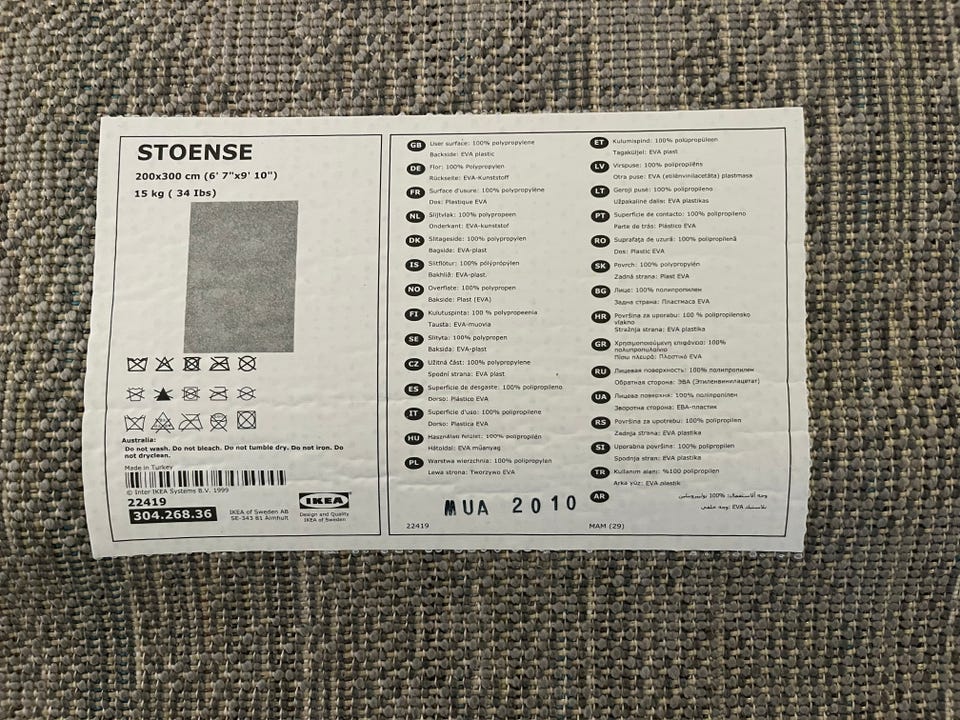 STOENSE
200x300 cm (6' 7"x9' 10")
15 kg ( 34 lbs)
Australia:
Do not wash. Do not bleach. Do not tumble dry. Do not iron. Do
not dryclean.
Made in Turkey
© Inter IKEA Systems B.V. 1999
22419
304.268.36
IKEA of Sweden AB
SE-343 81 Älmhult
IKEA
Design and Quality
IKEA of Sweden
GB User surface: 100% polypropylene
Backside: EVA plastic
DE Flor: 100% Polypropylen
Rückseite: EVA-Kunststoff
FR Surface d'usure: 100% polypropylène
Dos: Plastique EVA
NL Slijtvlak: 100% polypropeen
Onderkant: EVA-kunststof
DK Slitageside: 100% polypropylen
Bagside: EVA-plast
IS Slitflötur: 100% pólýprópýlen
Bakhlið: EVA-plast.
NO Overflate: 100% polypropen
Bakside: Plast (EVA)
FI Kulutuspinta: 100 % polypropeenia
Tausta: EVA-muovia
SE Slityta: 100% polypropen
Baksida: EVA-plast
CZ Užitná část: 100% polypropylene
Spodní strana: EVA plast
ES Superficie de desgaste: 100% polipropileno
Dorso: Plástico EVA
IT Superficie d'uso: 100% polipropilene
Dorso: Plastica EVA
HU Használati felület: 100% polipropilén
Hátoldal: EVA műanyag
PL Warstwa wierzchnia: 100% polipropylen
Lewa strona: Tworzywo EVA
MUA 2010
22419
MAM (29)
ET Kulumispind: 100% polüpropüleen
Tagakülje: EVA plast
LV Virspuse: 100% polipropilēns
Otra puse: EVA (etilēnvinilacetāta) plastmasa
LT Geroji pusė: 100% polipropileno
Užpakalinė dalis: EVA plastikas
PT Superfície de contacto: 100% polipropileno
Parte de trás: Plástico EVA
RO Suprafaţa de uzură: 100% polipropilenă
Dos: Plastic EVA
SK Povrch: 100% polypropylén
Zadná strana: Plast EVA
BG Лице: 100% полипропилен
Задна страна: Пластмаса EVA
HR Površina za uporabu: 100 % polipropilensko
vlakno
Stražnja strana: EVA plastika
GR Χρησιμοποιούμενη επιφάνεια: 100%
πολυπροπυλαίνιο
Πίσω πλευρά: Πλαστικό EVA
RU Лицевая поверхность: 100% полипропилен
Обратная сторона: ЭВА (Этиленвинилацетат)
UA Лицева поверхня: 100% поліпропілен
Зворотна сторона: ЕВА-пластик
RS Površina za upotrebu: 100% polipropilen
Zadnja strana: EVA plastika
SI Uporabna površina: 100% polipropilen
Spodnja stran: EVA plastika
TR Kullanım alanı: %100 polipropilen
Arka yüz: EVA plastik
AR وجه الاستعمال: 100% بوليبروبيلين
وجه خلفي: EVA بلاستيك